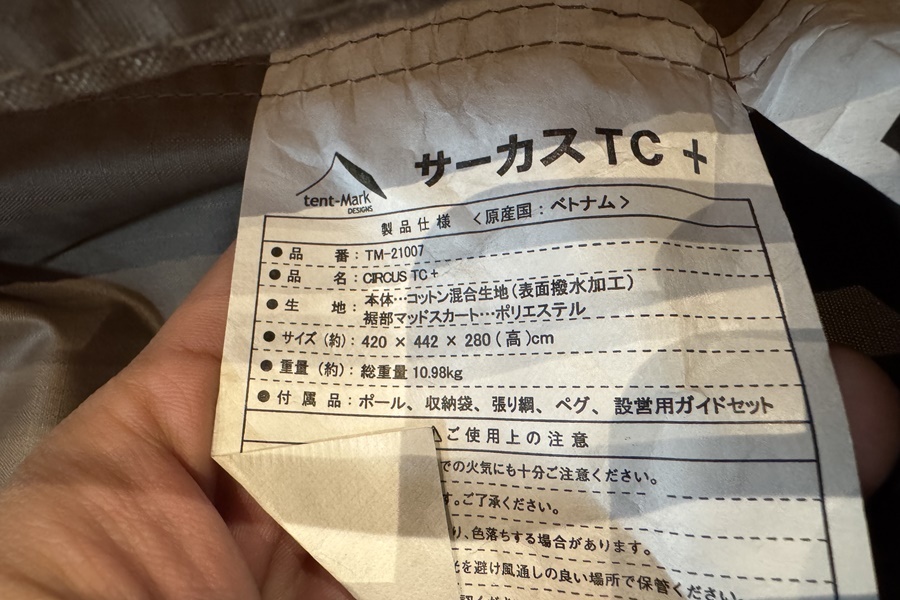 サーカスTC+
tent-Mark
DESIGNS
製品仕様 〈原産国：ベトナム〉
●品 番：TM-21007
●品 名：CIRCUS TC+
●生 地：本体…コットン混合生地(表面撥水加工)
裾部マッドスカート…ポリエステル
●サイズ(約)：420 × 442 × 280(高)cm
●重量(約)：総重量 10.98kg
●付属品：ポール、収納袋、張り綱、ペグ、設営用ガイドセット
ご使用上の注意
での火気にも十分ご注意ください。
す。ご了承ください。
り、色落ちする場合があります。
を避け風通しの良い場所で保管ください。